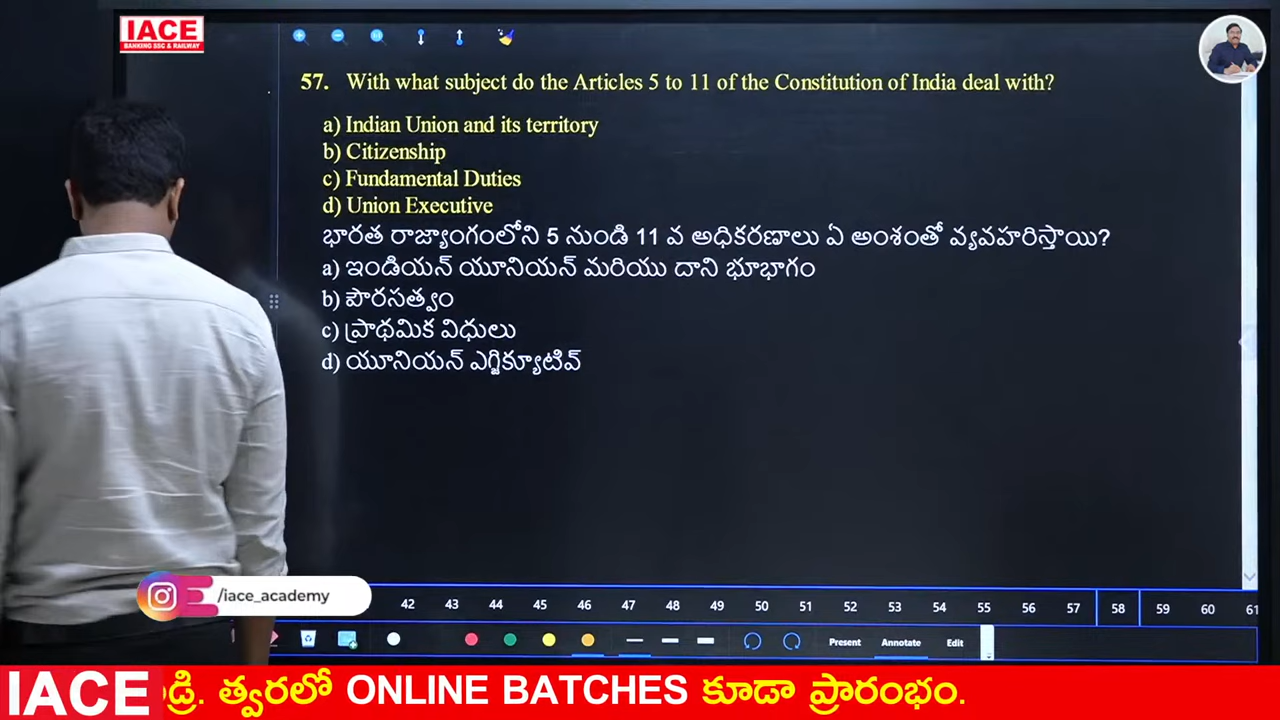 IACE
BANKING SSC & RAILWAY
57. With what subject do the Articles 5 to 11 of the Constitution of India deal with?
a) Indian Union and its territory
b) Citizenship
c) Fundamental Duties
d) Union Executive
భారత రాజ్యాంగంలోని 5 నుండి 11 వ అధికరణాలు ఏ అంశంతో వ్యవహరిస్తాయి?
a) ఇండియన్ యూనియన్ మరియు దాని భూభాగం
b) పౌరసత్వం
c) ప్రాథమిక విధులు
d) యూనియన్ ఎగ్జిక్యూటివ్
/iace_academy
42 43 44 45 46 47 48 49 50 51 52 53 54 55 56 57 58 59 60 61
Present Annotate Edit
IACE డ్రి. త్వరలో ONLINE BATCHES కూడా ప్రారంభం.